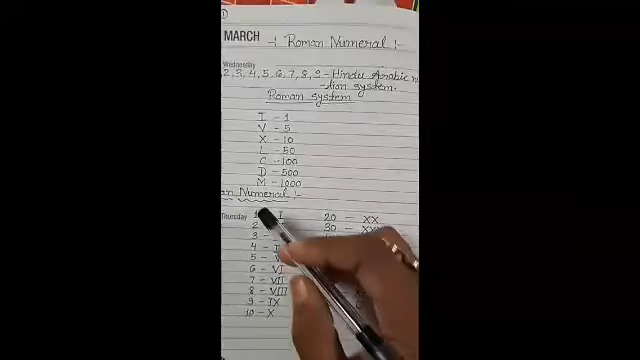 ①
MARCH -: Roman Numeral :-
Wednesday
2, 3, 4, 5, 6, 7, 8, 9 - Hindu Arabic
-tion system.
Roman system
I - 1
V - 5
X - 10
L - 50
C - 100
D - 500
M - 1000
Numeral :-
Thursday 1 I 20 - XX
2 30 - XX
3 -
4 - I
5 - V
6 - VI
7 - VII
8 - VIII
9 - IX
10 - X